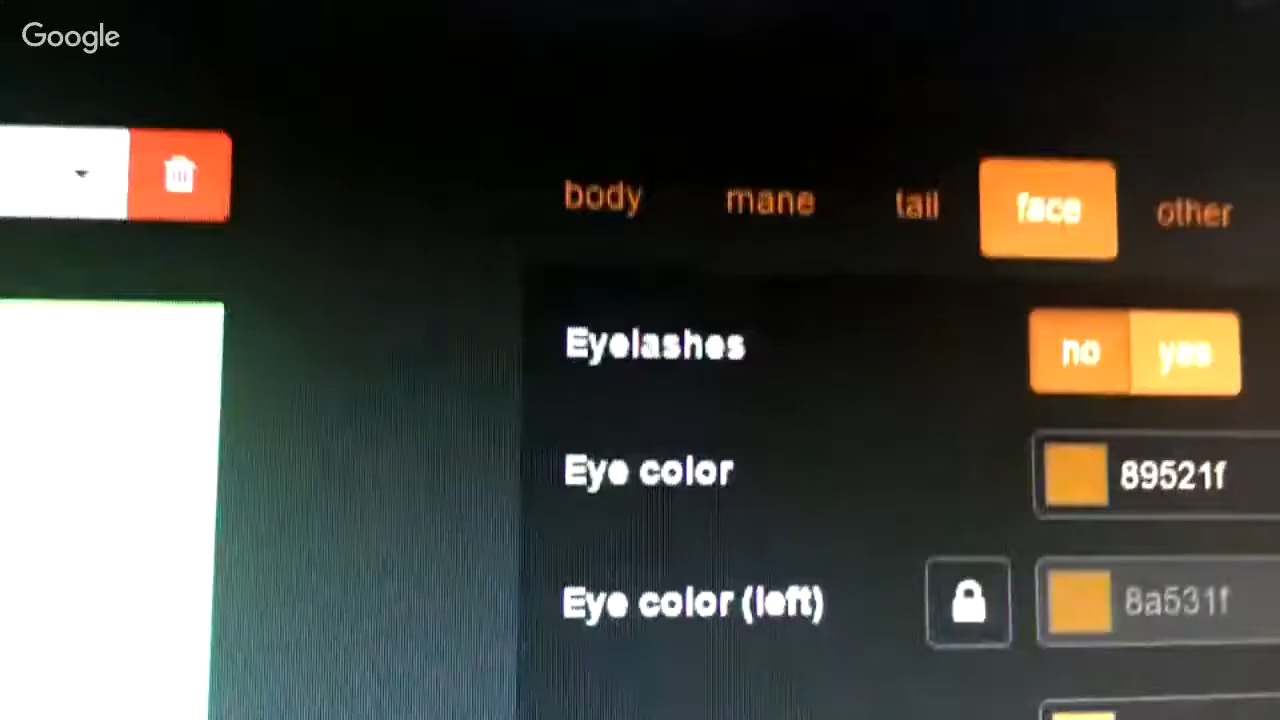 Google
body mane tail face other
Eyelashes no yes
Eye color 89521f
Eye color (left) 8a531f